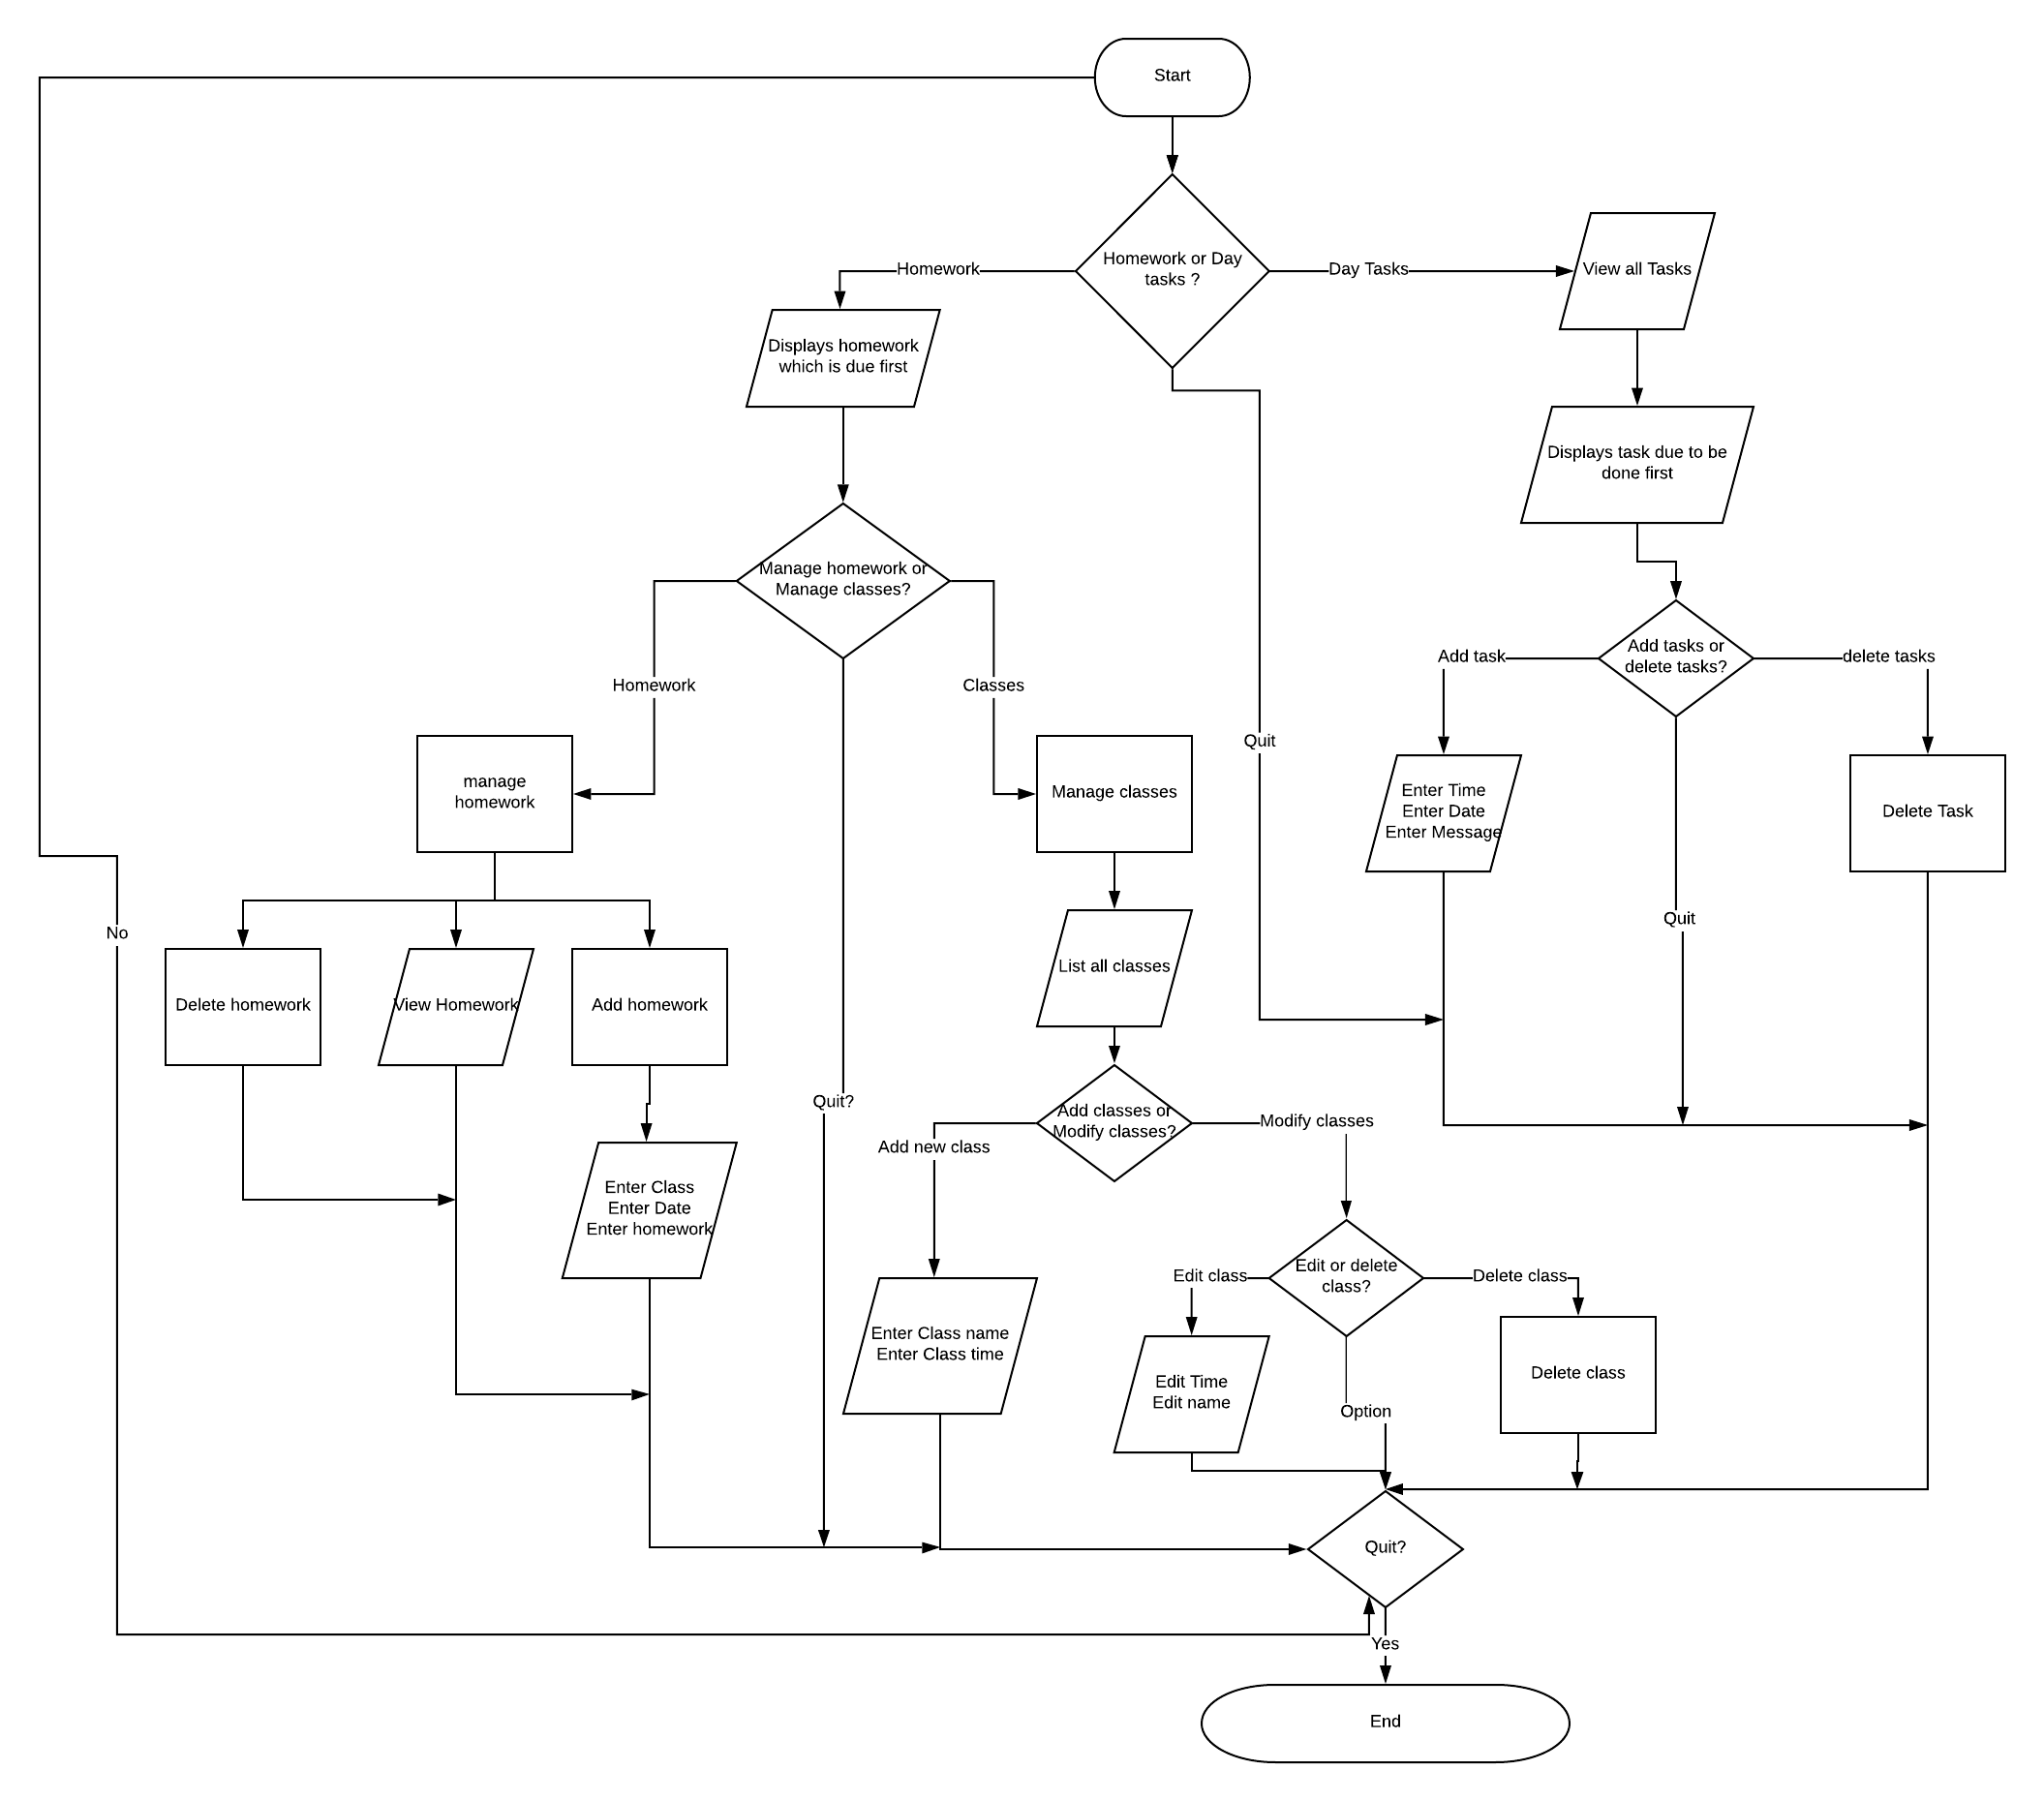 Start
Homework or Day
tasks ?
Homework
Day Tasks
View all Tasks
Displays homework
which is due first
Displays task due to be
done first
Manage homework or
Manage classes?
Add tasks or
delete tasks?
Add task
delete tasks
Homework
Classes
Quit
manage
homework
Manage classes
Enter Time
Enter Date
Enter Message
Delete Task
Quit
No
Delete homework
View Homework
Add homework
List all classes
Quit?
Add classes or
Modify classes?
Add new class
Modify classes
Enter Class
Enter Date
Enter homework
Edit or delete
class?
Edit class
Delete class
Enter Class name
Enter Class time
Edit Time
Edit name
Delete class
Option
Quit?
Yes
End